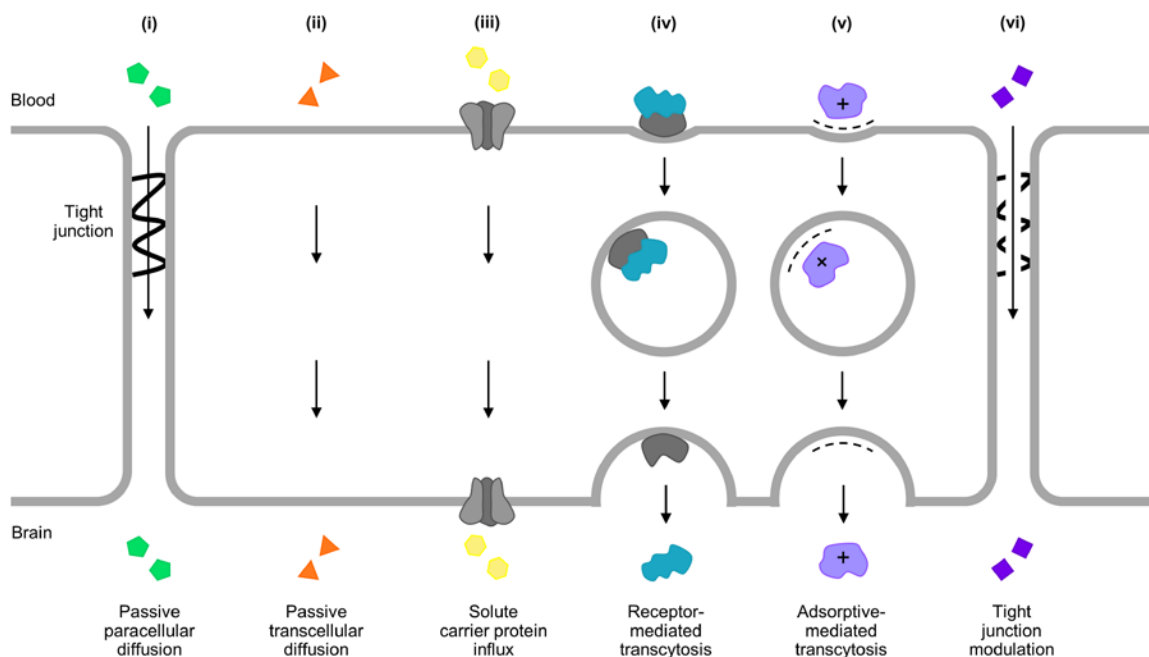 (i) (ii) (iii) (iv) (v) (vi)
Blood
+
Tight
junction
×
Brain
+
Passive
paracellular
diffusion
Passive
transcellular
diffusion
Solute
carrier protein
influx
Receptor-
mediated
transcytosis
Adsorptive-
mediated
transcytosis
Tight
junction
modulation